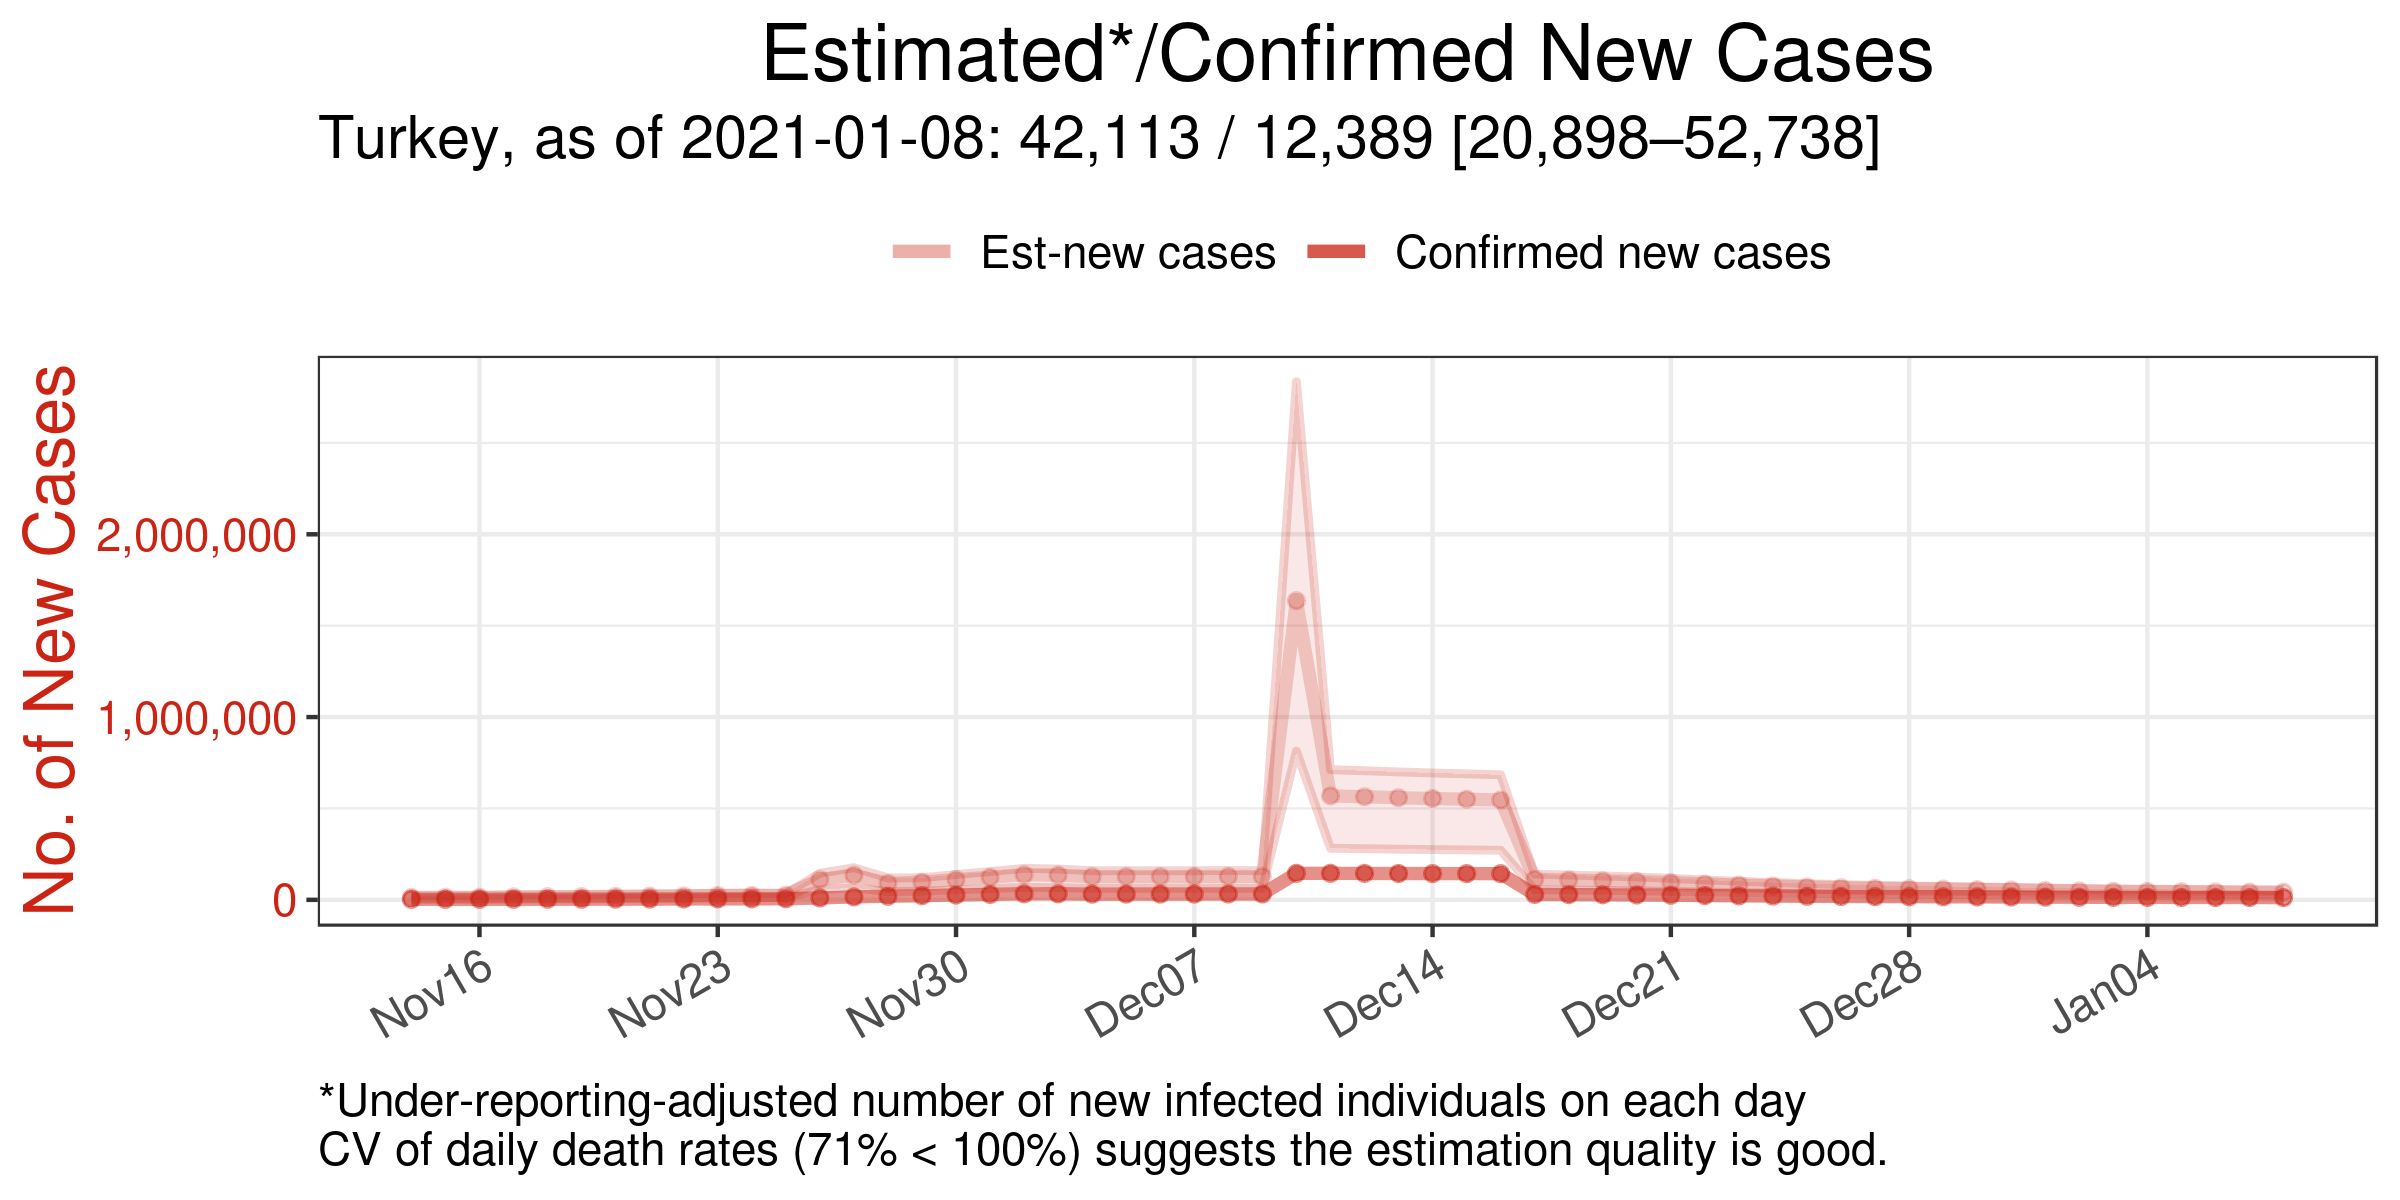 Estimated*/Confirmed New Cases
Turkey, as of 2021-01-08: 42,113 / 12,389 [20,898–52,738]
Est-new cases
Confirmed new cases
No. of New Cases
2,000,000
1,000,000
0
Nov16
Nov23
Nov30
Dec07
Dec14
Dec21
Dec28
Jan04
*Under-reporting-adjusted number of new infected individuals on each day
CV of daily death rates (71% < 100%) suggests the estimation quality is good.